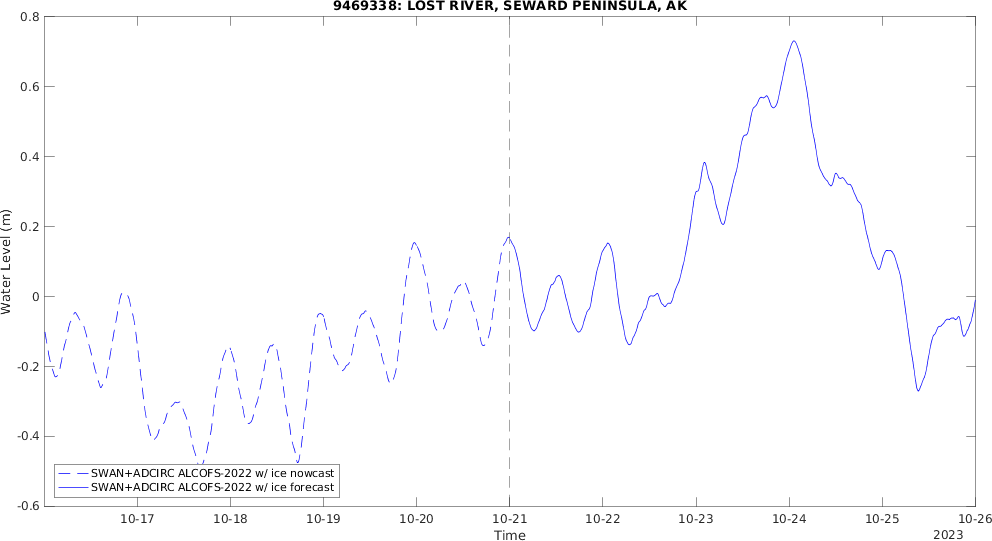 9469338: LOST RIVER, SEWARD PENINSULA, AK
0.8
0.6
0.4
0.2
0
-0.2
-0.4
-0.6
Water Level (m)
SWAN+ADCIRC ALCOFS-2022 w/ ice nowcast
SWAN+ADCIRC ALCOFS-2022 w/ ice forecast
10-17 10-18 10-19 10-20 10-21 10-22 10-23 10-24 10-25 10-26
Time
2023